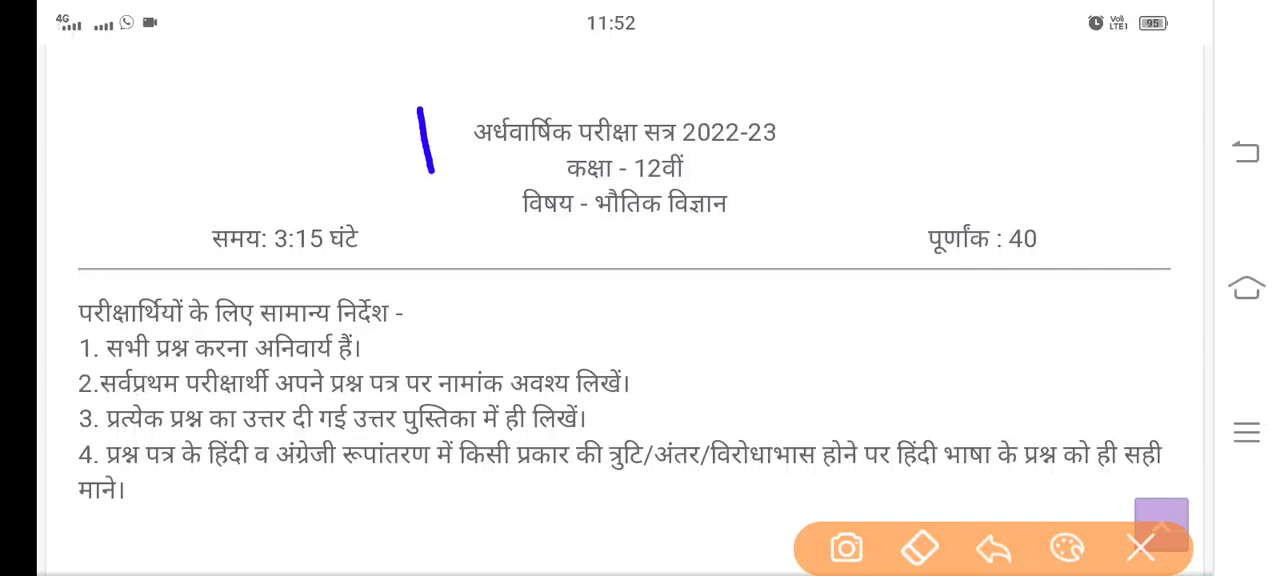 4G 11:52 Vo) LTE1 95
अर्धवार्षिक परीक्षा सत्र 2022-23
कक्षा - 12वीं
विषय - भौतिक विज्ञान
समय: 3:15 घंटे पूर्णांक : 40
परीक्षार्थियों के लिए सामान्य निर्देश -
1. सभी प्रश्न करना अनिवार्य हैं।
2.सर्वप्रथम परीक्षार्थी अपने प्रश्न पत्र पर नामांक अवश्य लिखें।
3. प्रत्येक प्रश्न का उत्तर दी गई उत्तर पुस्तिका में ही लिखें।
4. प्रश्न पत्र के हिंदी व अंग्रेजी रूपांतरण में किसी प्रकार की त्रुटि/अंतर/विरोधाभास होने पर हिंदी भाषा के प्रश्न को ही सही
माने।